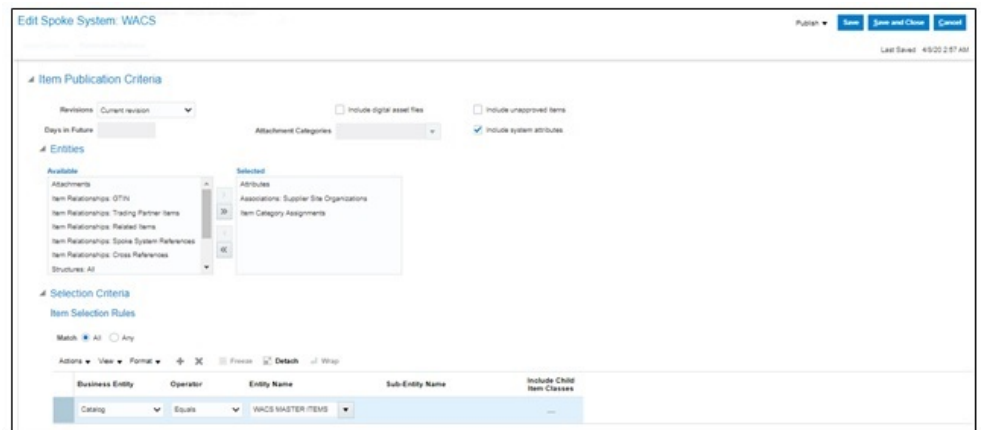 Edit Spoke System: WACS
Publish Save Save and Close Cancel
Last Saved 4/5/20 2:57 AM
Item Publication Criteria
Revisions Current revision Include digital asset files Include unapproved items
Days in Future Attachment Categories Include system attributes
Entities
Available Selected
Attachments Attributes
Item Relationships: GTIN Associations: Supplier Site Organizations
Item Relationships: Trading Partner Items Item Category Assignments
Item Relationships: Related Items
Item Relationships: Spoke System References
Item Relationships: Cross References
Structures: All
Selection Criteria
Item Selection Rules
Match All Any
Actions View Format Freeze Detach Wrap
Business Entity Operator Entity Name Sub-Entity Name Include Child
Item Classes
Catalog Equals WACS MASTER ITEMS